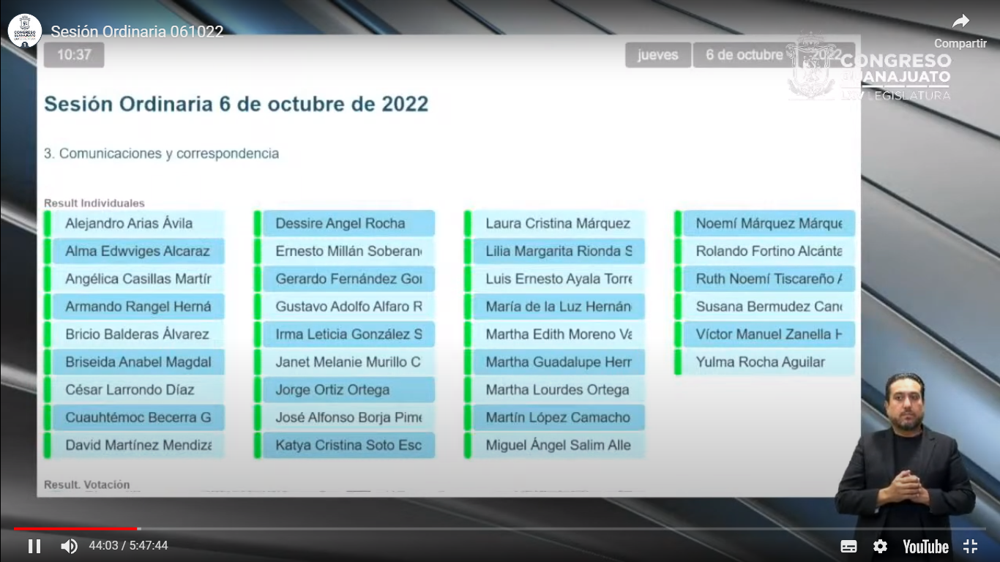 Sesión Ordinaria 061022
Compartir
10:37
jueves
6 de octubre
2022
CONGRESO
GUANAJUATO
LXV LEGISLATURA
Sesión Ordinaria 6 de octubre de 2022
3. Comunicaciones y correspondencia
Result Individuales
Alejandro Arias Ávila
Alma Edwviges Alcaraz
Angélica Casillas Martír
Armando Rangel Herná
Bricio Balderas Álvarez
Briseida Anabel Magdal
César Larrondo Díaz
Cuauhtémoc Becerra G
David Martínez Mendiza
Dessire Angel Rocha
Ernesto Millán Soberan
Gerardo Fernández Gor
Gustavo Adolfo Alfaro R
Irma Leticia González S
Janet Melanie Murillo C
Jorge Ortiz Ortega
José Alfonso Borja Pime
Katya Cristina Soto Esc
Laura Cristina Márquez
Lilia Margarita Rionda S
Luis Ernesto Ayala Torre
María de la Luz Hernán
Martha Edith Moreno Va
Martha Guadalupe Herr
Martha Lourdes Ortega
Martín López Camacho
Miguel Ángel Salim Alle
Noemí Márquez Márque
Rolando Fortino Alcánta
Ruth Noemí Tiscareño A
Susana Bermudez Cano
Víctor Manuel Zanella H
Yulma Rocha Aguilar
Result. Votación
44:03 / 5:47:44
YouTube